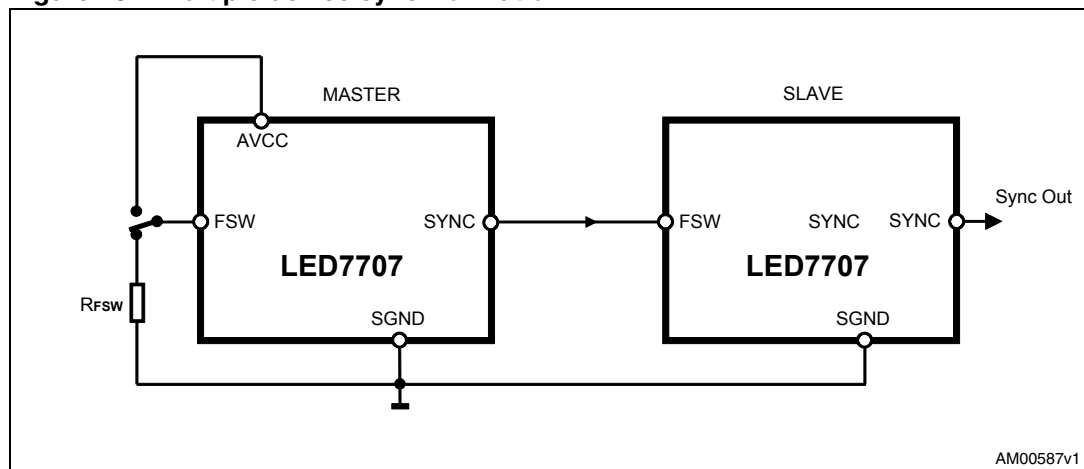 MASTER
SLAVE
AVCC
Sync Out
FSW
SYNC
FSW
SYNC
SYNC
LED7707
LED7707
RFSW
SGND
SGND
AM00587v1